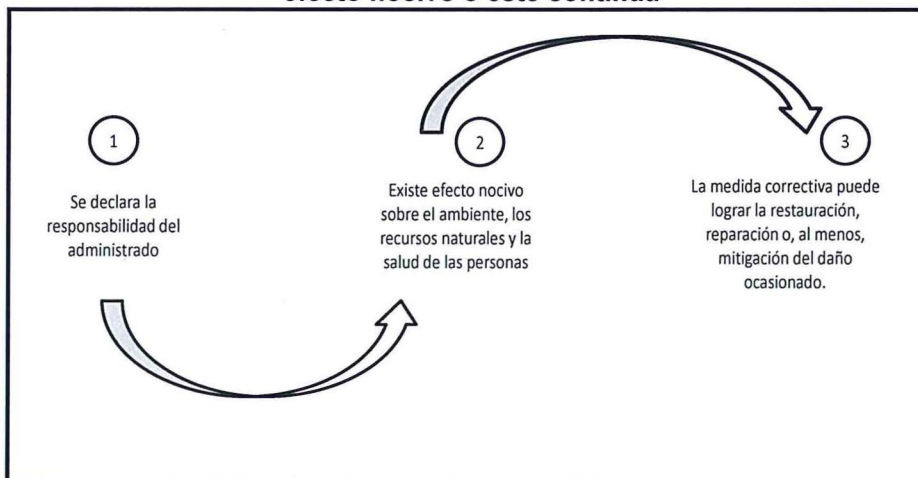 1
Se declara la
responsabilidad del
administrado
2
Existe efecto nocivo
sobre el ambiente, los
recursos naturales y la
salud de las personas
3
La medida correctiva puede
lograr la restauración,
reparación o, al menos,
mitigación del daño
ocasionado.